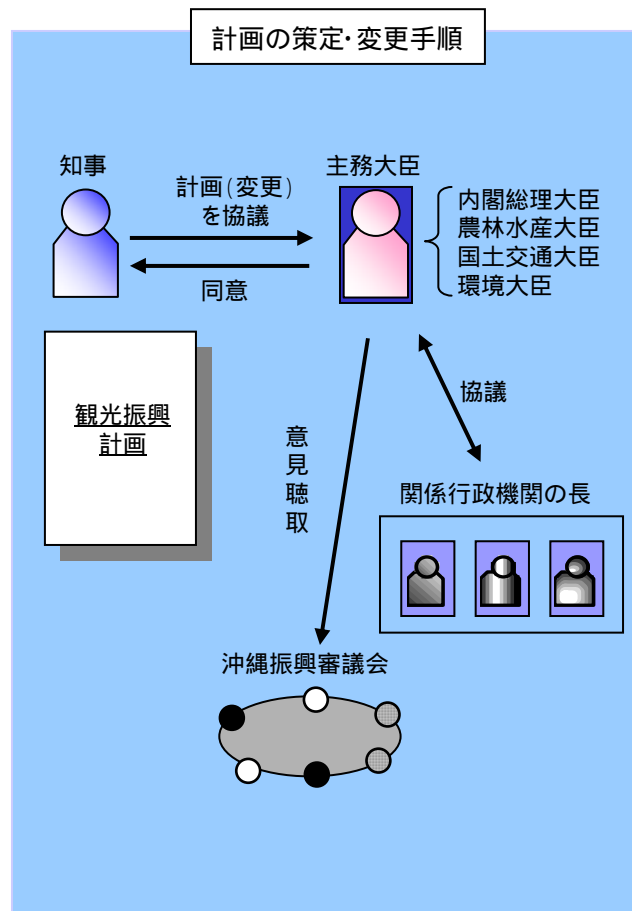 計画の策定・変更手順
知事
主務大臣
計画(変更)
を協議
同意
内閣総理大臣
農林水産大臣
国土交通大臣
環境大臣
観光振興
計画
意見聴取
協議
関係行政機関の長
沖縄振興審議会